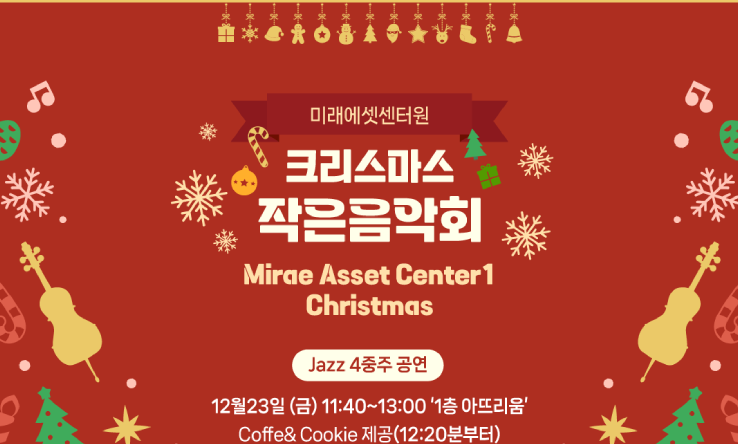 미래에셋센터원
크리스마스
작은음악회
Mirae Asset Center1
Christmas
Jazz 4중주 공연
12월23일 (금) 11:40~13:00 '1층 아뜨리움'
Coffe& Cookie 제공(12:20분부터)